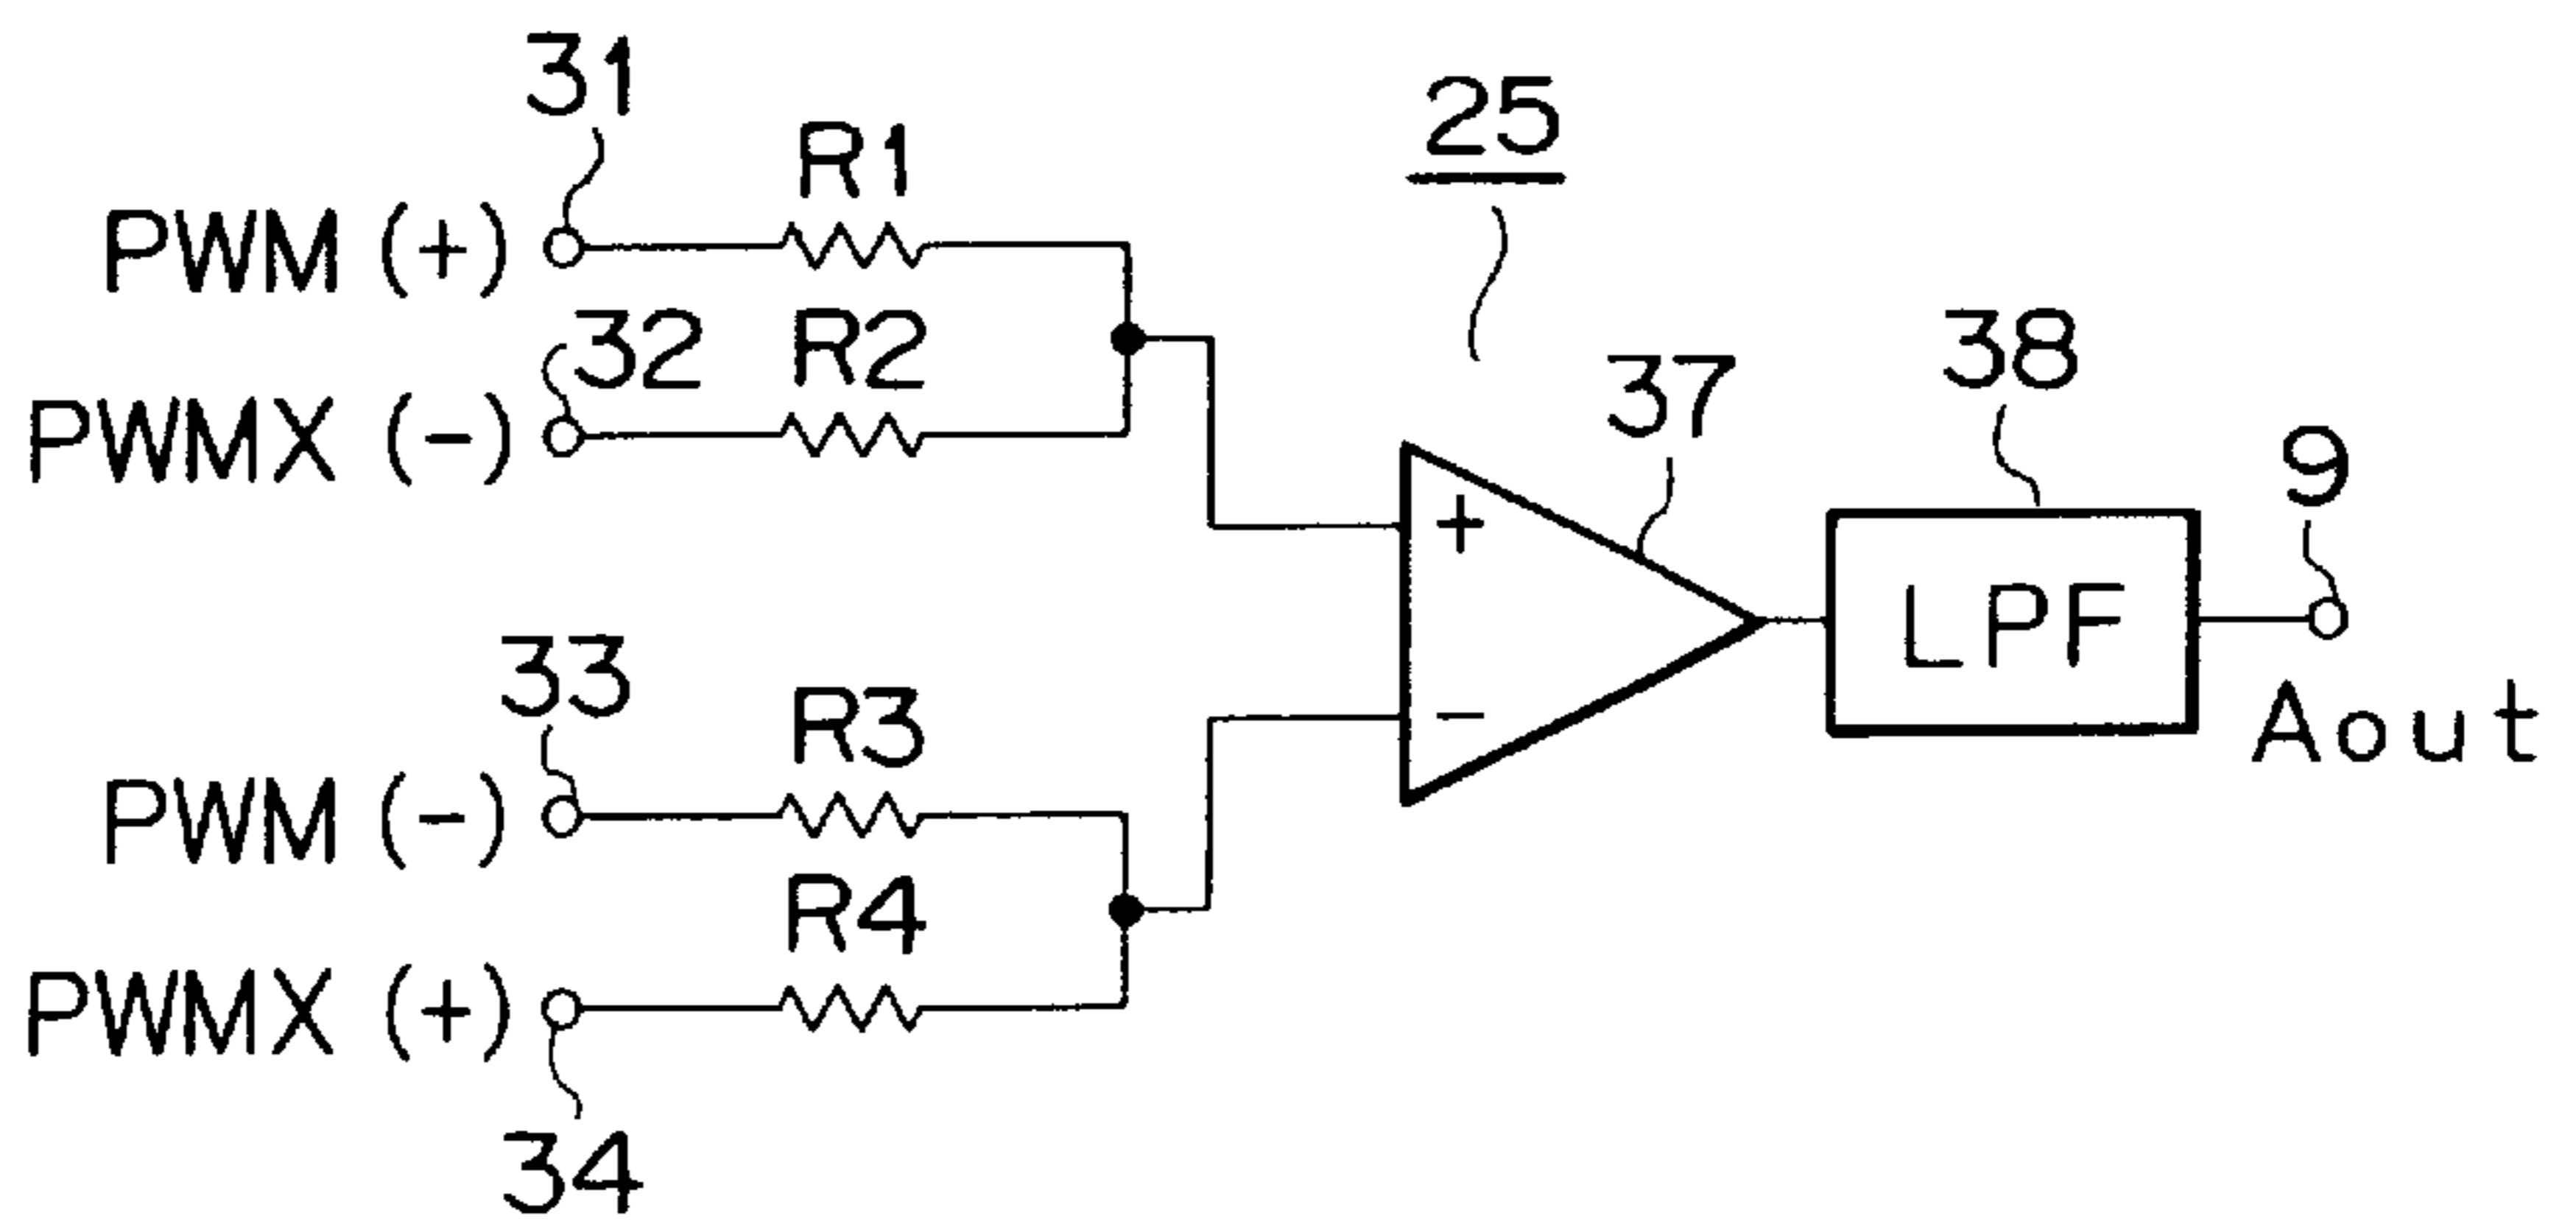 31
R1
25
PWM (+)
32
R2
PWMX (-)
37
38
9
+
LPF
-
Aout
33
R3
PWM (-)
R4
PWMX (+)
34